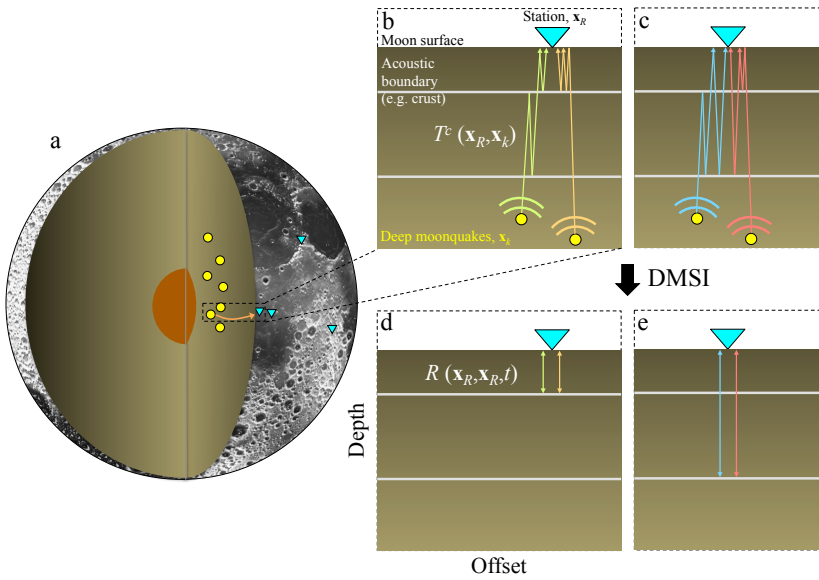 a
b
Station, x_R
Moon surface
Acoustic
boundary
(e.g. crust)
T^c (x_R,x_k)
Deep moonquakes, x_k
c
DMSI
d
R (x_R,x_R,t)
e
Depth
Offset